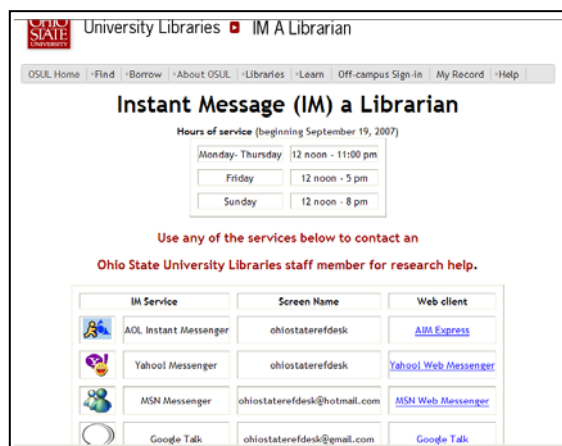 OHIO
STATE
UNIVERSITY
University Libraries IM A Librarian
OSUL Home Find Borrow About OSUL Libraries Learn Off-campus Sign-in My Record Help
Instant Message (IM) a Librarian
Hours of service (beginning September 19, 2007)
Monday- Thursday 12 noon - 11:00 pm
Friday 12 noon - 5 pm
Sunday 12 noon - 8 pm
Use any of the services below to contact an
Ohio State University Libraries staff member for research help.
IM Service Screen Name Web client
AOL Instant Messenger ohiostaterefdesk AIM Express
Yahoo! Messenger ohiostaterefdesk Yahoo! Web Messenger
MSN Messenger ohiostaterefdesk@hotmail.com MSN Web Messenger
Google Talk ohiostaterefdesk@gmail.com Google Talk